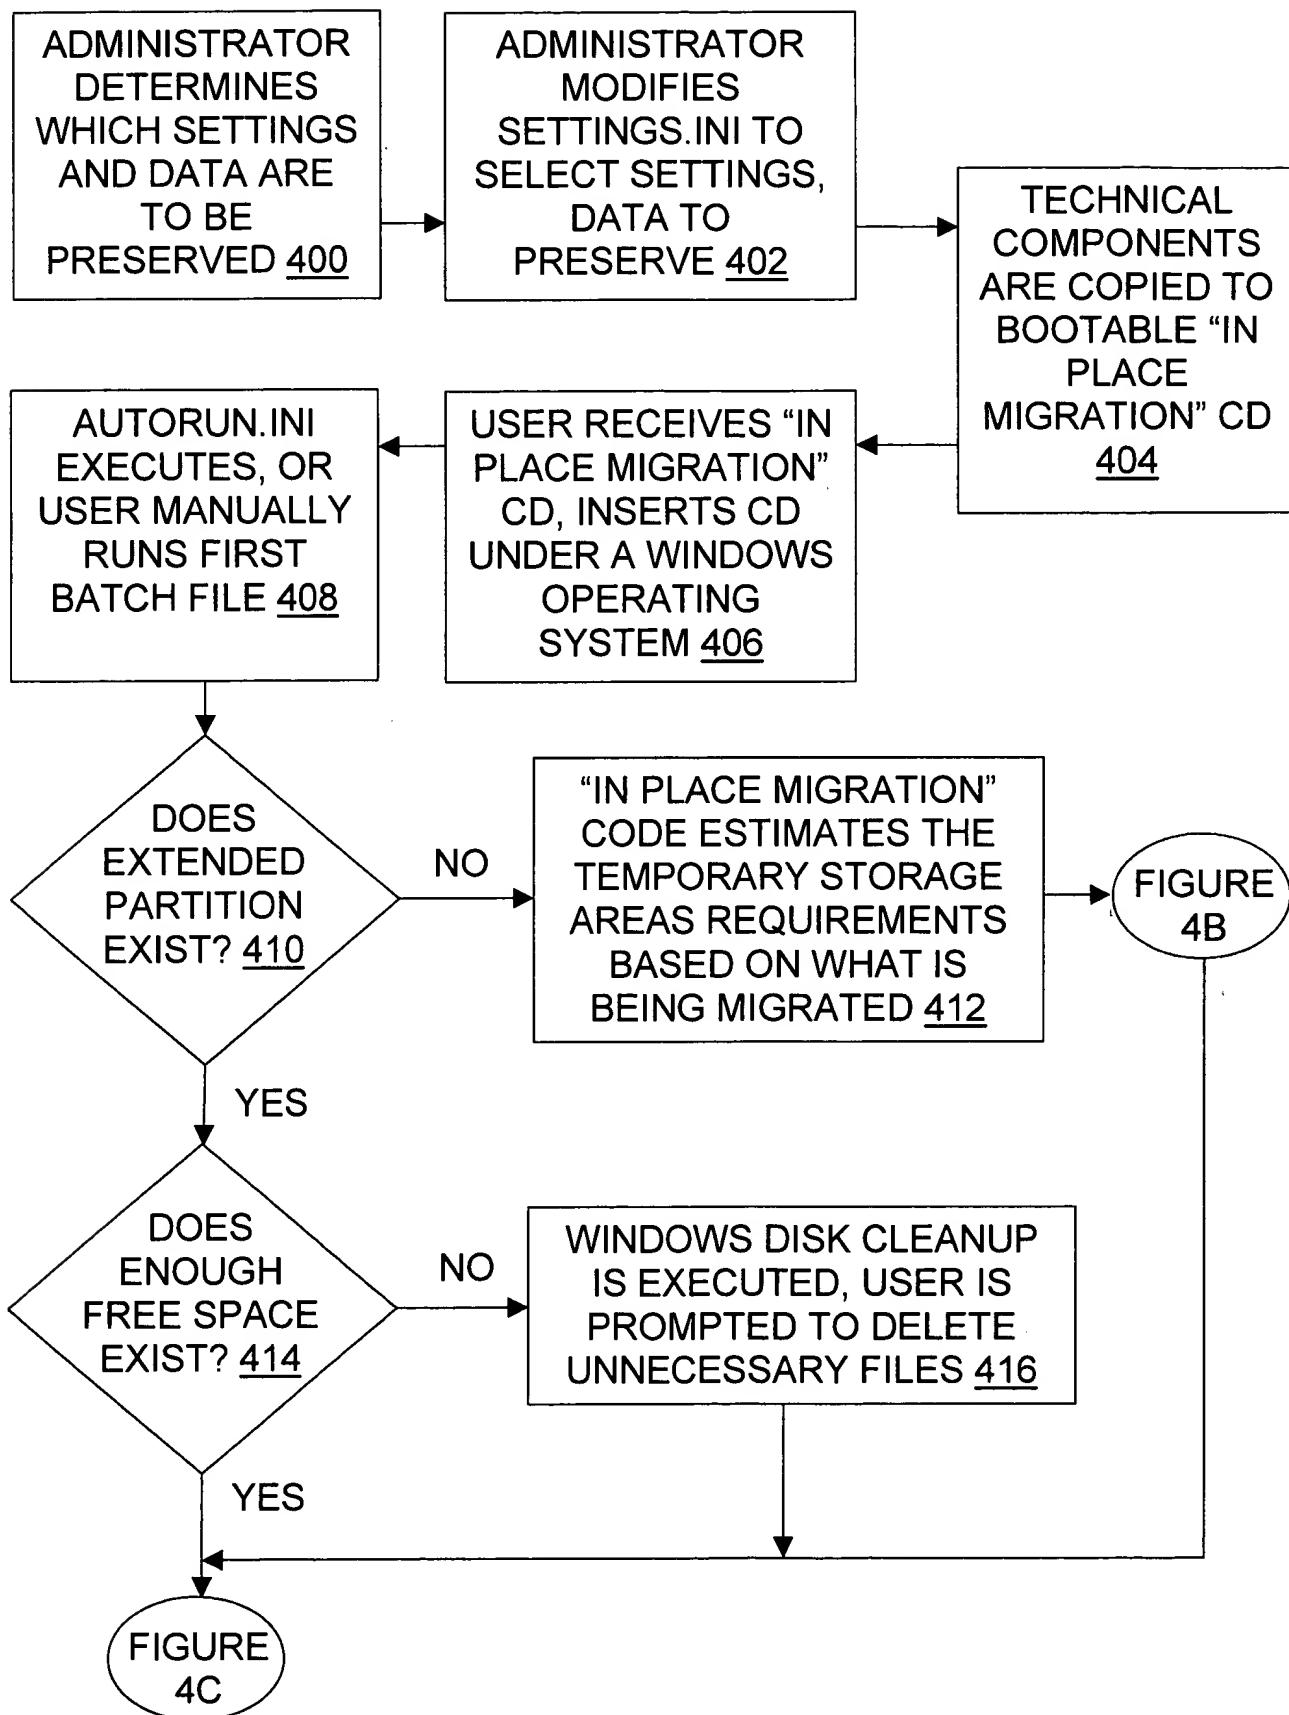 ADMINISTRATOR
DETERMINES
WHICH SETTINGS
AND DATA ARE
TO BE
PRESERVED 400
ADMINISTRATOR
MODIFIES
SETTINGS.INI TO
SELECT SETTINGS,
DATA TO
PRESERVE 402
TECHNICAL
COMPONENTS
ARE COPIED TO
BOOTABLE “IN
PLACE
MIGRATION” CD
404
USER RECEIVES “IN
PLACE MIGRATION”
CD, INSERTS CD
UNDER A WINDOWS
OPERATING
SYSTEM 406
AUTORUN.INI
EXECUTES, OR
USER MANUALLY
RUNS FIRST
BATCH FILE 408
DOES
EXTENDED
PARTITION
EXIST? 410
NO
“IN PLACE MIGRATION”
CODE ESTIMATES THE
TEMPORARY STORAGE
AREAS REQUIREMENTS
BASED ON WHAT IS
BEING MIGRATED 412
FIGURE
4B
YES
DOES
ENOUGH
FREE SPACE
EXIST? 414
NO
WINDOWS DISK CLEANUP
IS EXECUTED, USER IS
PROMPTED TO DELETE
UNNECESSARY FILES 416
YES
FIGURE
4C